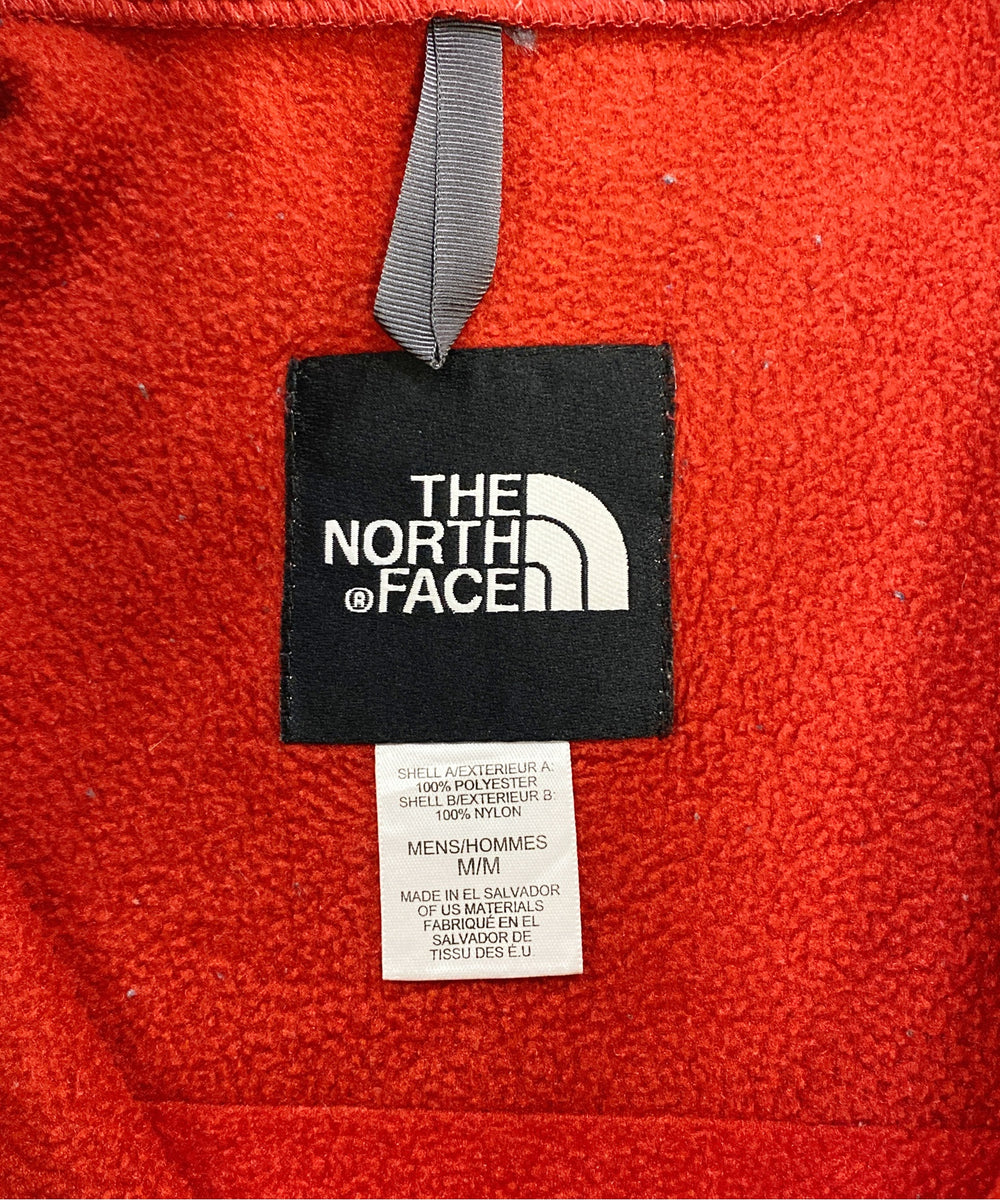 THE
NORTH
®FACE
SHELL A/EXTERIEUR A:
100% POLYESTER
SHELL B/EXTERIEUR B:
100% NYLON
MENS/HOMMES
M/M
MADE IN EL SALVADOR
OF US MATERIALS
FABRIQUÉ EN EL
SALVADOR DE
TISSU DES É.U.